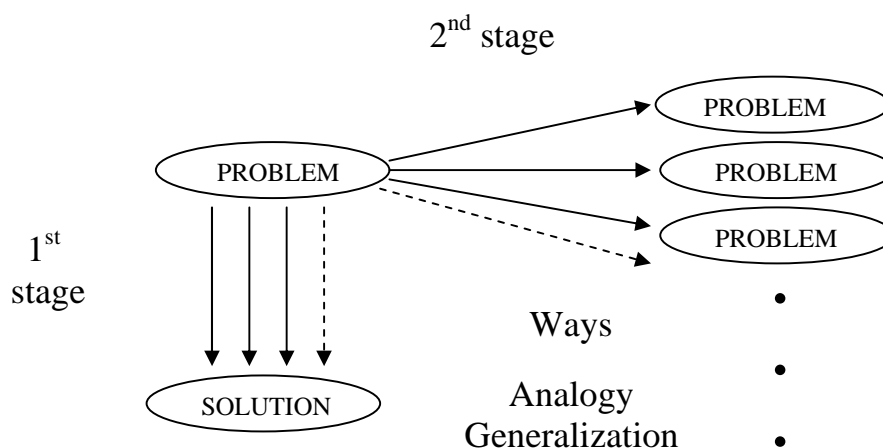 2nd stage
PROBLEM
PROBLEM
PROBLEM
PROBLEM
1st
stage
Ways
SOLUTION
Analogy
Generalization